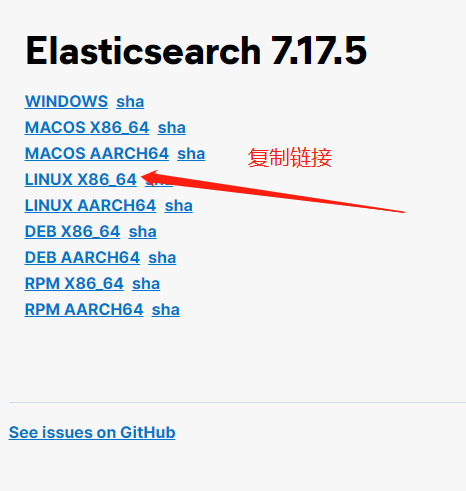 Elasticsearch 7.17.5
WINDOWS sha
MACOS X86_64 sha
MACOS AARCH64 sha
复制链接
LINUX X86_64 sha
LINUX AARCH64 sha
DEB X86_64 sha
DEB AARCH64 sha
RPM X86_64 sha
RPM AARCH64 sha
See issues on GitHub